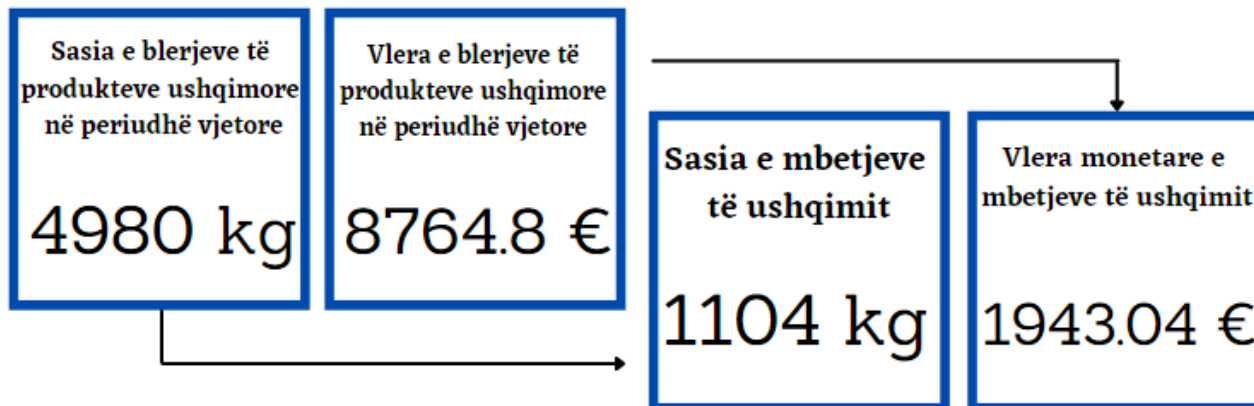 Sasia e blerjeve të
produkteve ushqimore
në periudhë vjetore
4980 kg
Vlera e blerjeve të
produkteve ushqimore
në periudhë vjetore
8764.8 €
Sasia e mbetjeve
të ushqimit
1104 kg
Vlera monetare e
mbetjeve të ushqimit
1943.04 €